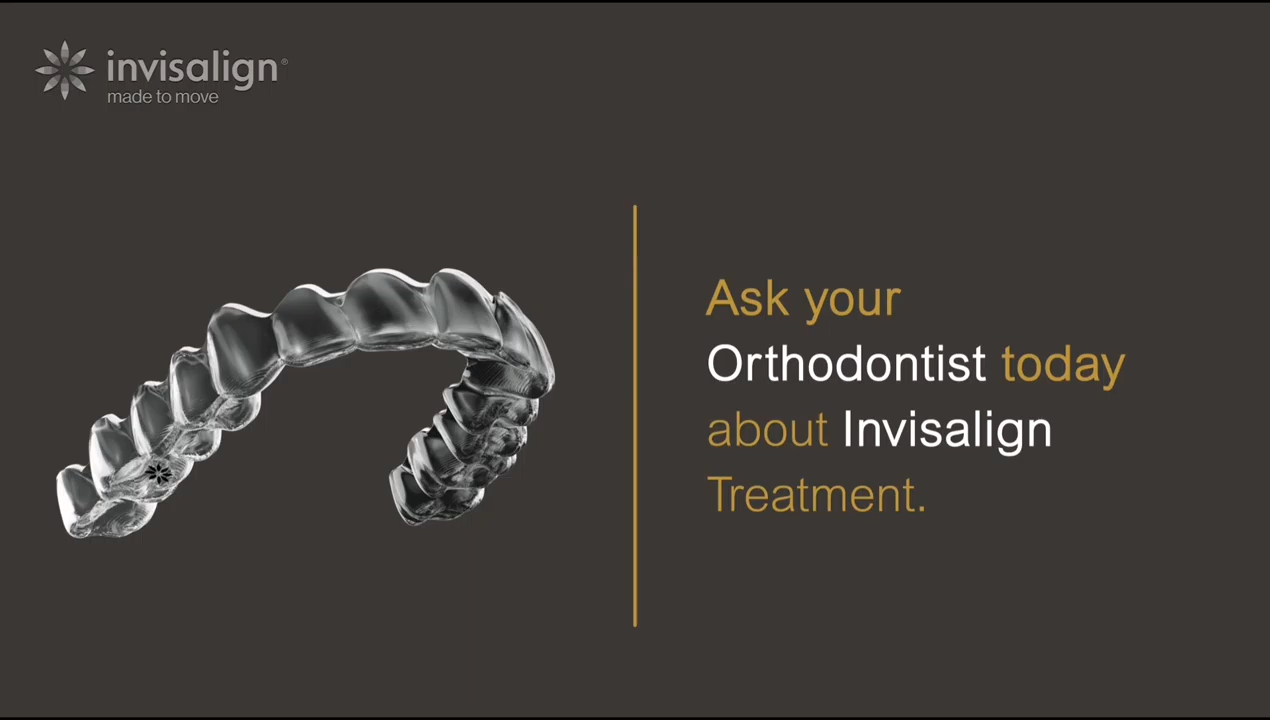 invisalign®
made to move
Ask your
Orthodontist today
about Invisalign
Treatment.